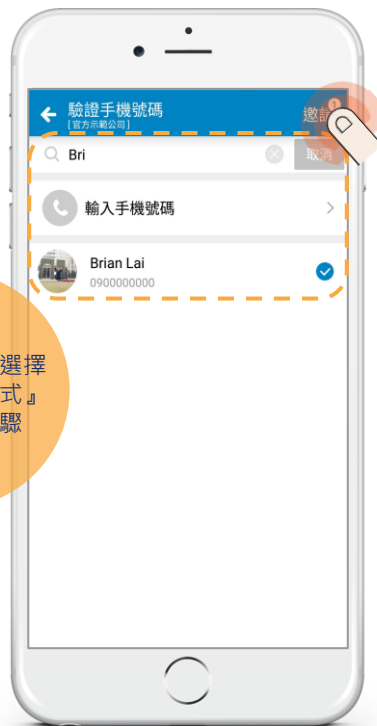 驗證手機號碼
[官方示範公司]
邀請
1
Bri
取消
輸入手機號碼
Brian Lai
0900000000
選擇
式』
驟